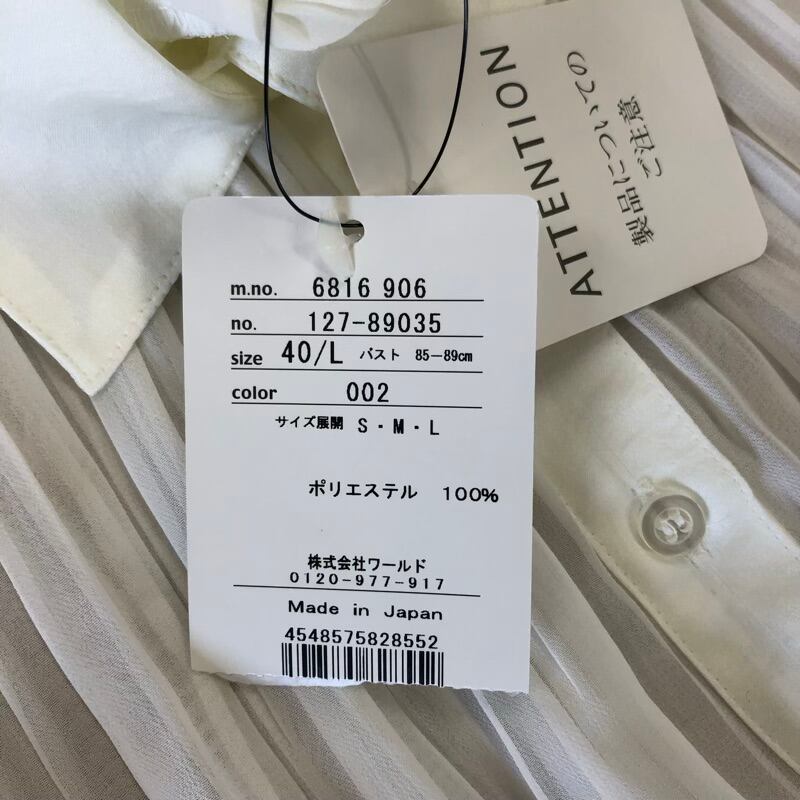 m.no. 6816 906
no. 127-89035
size 40/L バスト 85－89cm
color 002
サイズ展開 S・M・L
ポリエステル 100%
株式会社ワールド
0120-977-917
Made in Japan
4548575828552
ATTENTION
製品についての
ご注意